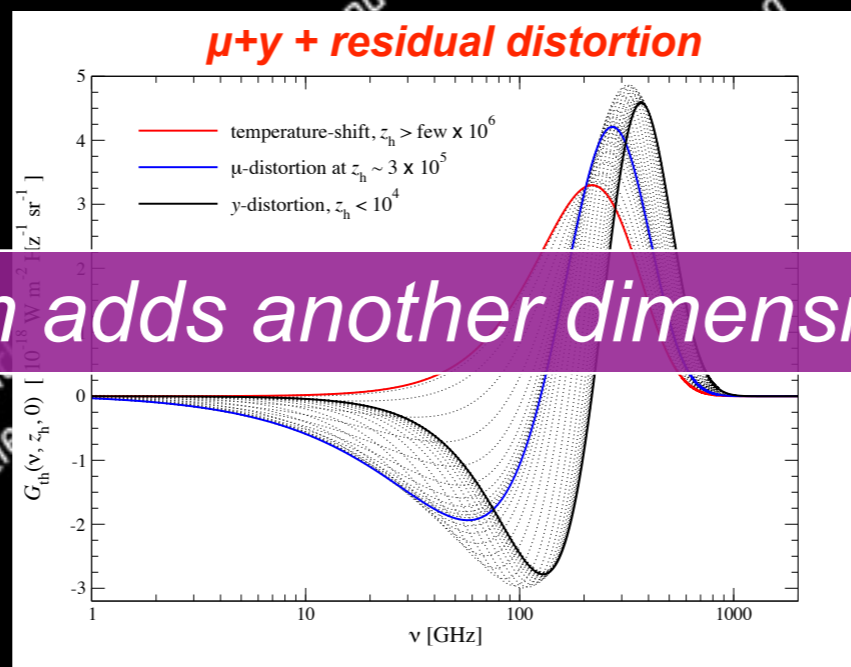 μ+y + residual distortion
5
4
3
2
0
-1
-2
-3
temperature-shift, z_h > few x 10^6
μ-distortion at z_h ~ 3 x 10^5
y-distortion, z_h < 10^4
adds another
G_th(ν, z_h, 0) [10^-18 W m^-2 Hz^-1 sr^-1]
1 10 100 1000
ν [GHz]